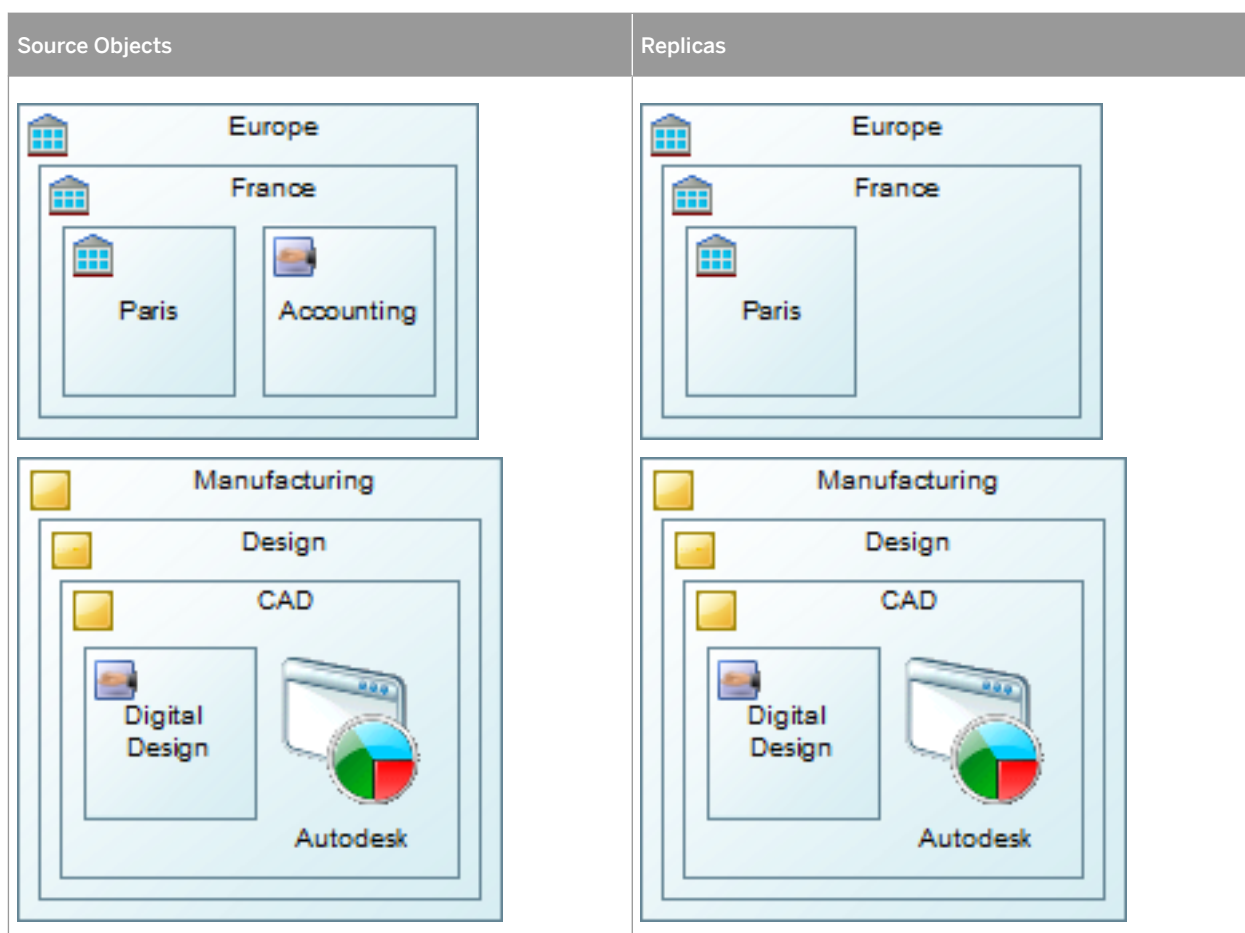 Source Objects
Replicas
Europe
France
Paris
Accounting
Europe
France
Paris
Manufacturing
Design
CAD
Digital
Design
Autodesk
Manufacturing
Design
CAD
Digital
Design
Autodesk